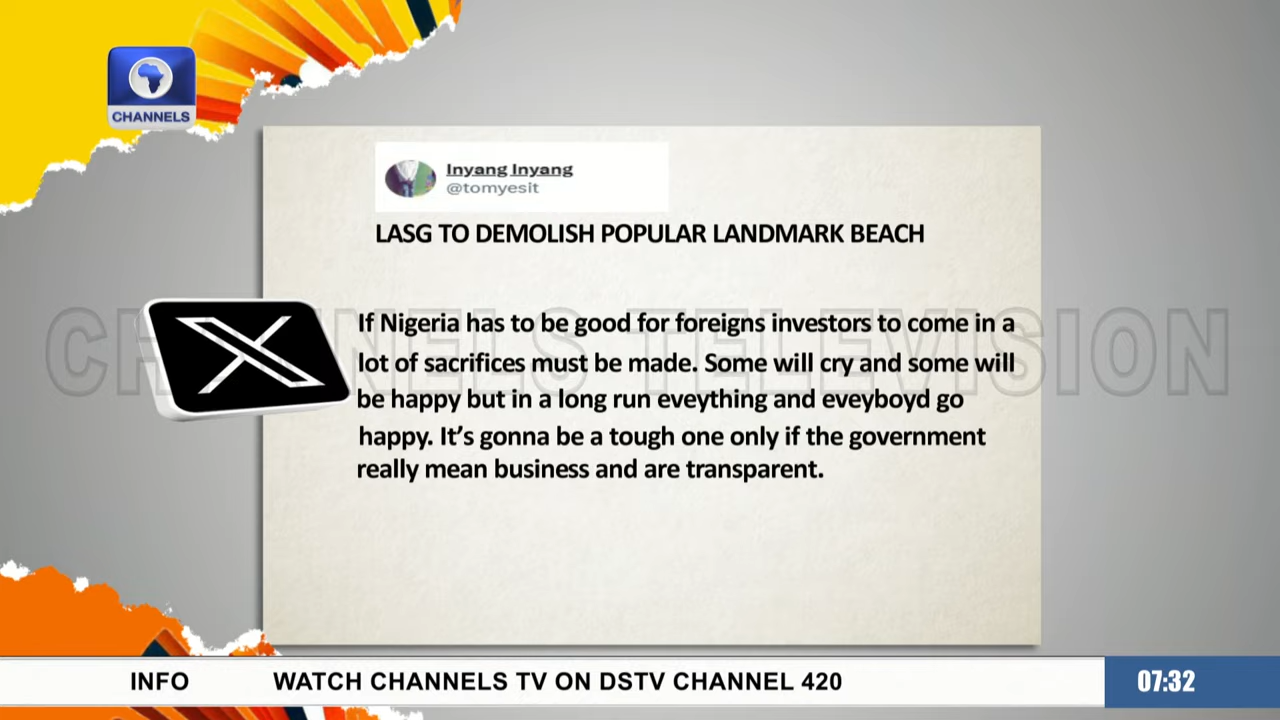 CHANNELS
Inyang Inyang
@tomyesit
LASG TO DEMOLISH POPULAR LANDMARK BEACH
CHANNELS TELEVISION
If Nigeria has to be good for foreigns investors to come in a
lot of sacrifices must be made. Some will cry and some will
be happy but in a long run eveything and eveyboyd go
happy. It’s gonna be a tough one only if the government
really mean business and are transparent.
INFO WATCH CHANNELS TV ON DSTV CHANNEL 420 07:32